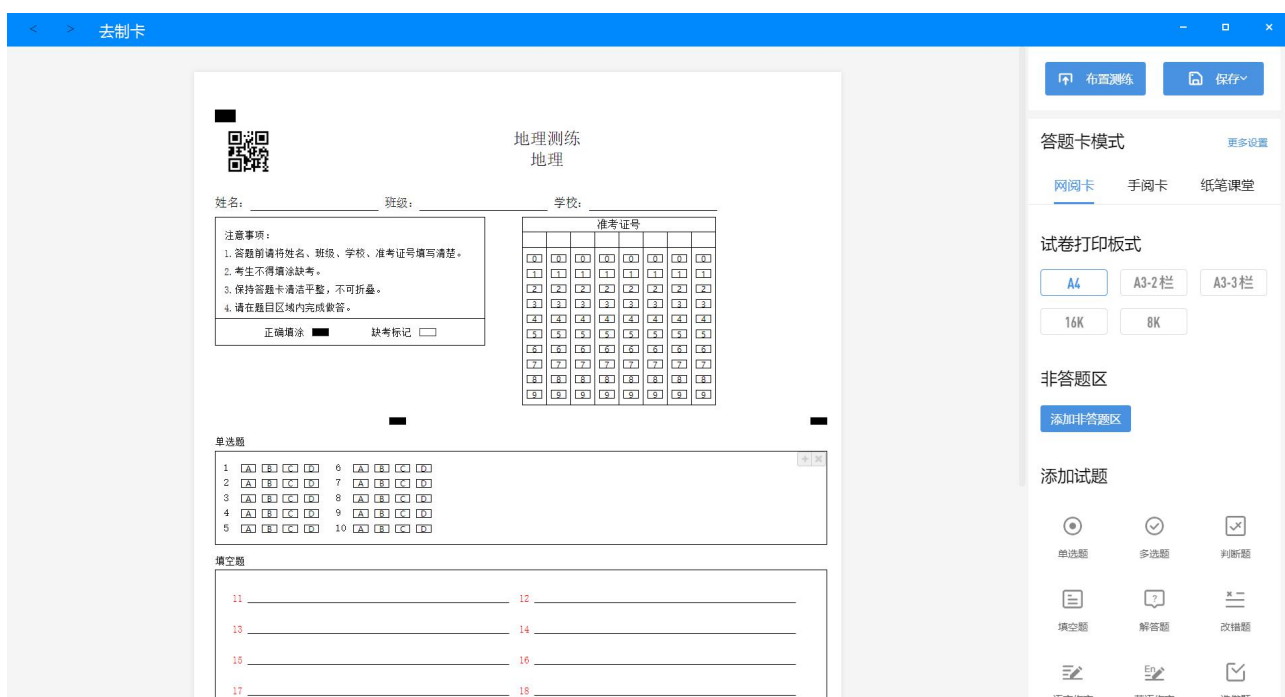 < > 去制卡
布置测练 保存
地理测练
地理
姓名： 班级： 学校：
注意事项：
1. 答题前请将姓名、班级、学校、准考证号填写清楚。
2. 考生不得填涂缺考。
3. 保持答题卡清洁平整，不可折叠。
4. 请在题目区域内完成做答。
正确填涂 缺考标记
准考证号
0 0 0 0 0 0 0 0
1 1 1 1 1 1 1 1
2 2 2 2 2 2 2 2
3 3 3 3 3 3 3 3
4 4 4 4 4 4 4 4
5 5 5 5 5 5 5 5
6 6 6 6 6 6 6 6
7 7 7 7 7 7 7 7
8 8 8 8 8 8 8 8
9 9 9 9 9 9 9 9
单选题
1 A B C D 6 A B C D
2 A B C D 7 A B C D
3 A B C D 8 A B C D
4 A B C D 9 A B C D
5 A B C D 10 A B C D
填空题
11 12
13 14
15 16
17 18
答题卡模式 更多设置
网阅卡 手阅卡 纸笔课堂
试卷打印板式
A4 A3-2栏 A3-3栏
16K 8K
非答题区
添加非答题区
添加试题
单选题 多选题 判断题
填空题 解答题 改错题